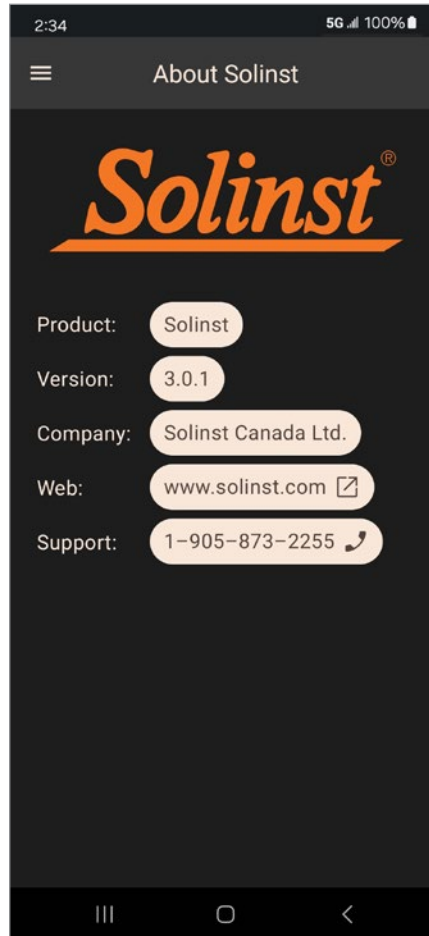 2:34 5G 100%
About Solinst
Solinst®
Product: Solinst
Version: 3.0.1
Company: Solinst Canada Ltd.
Web: www.solinst.com
Support: 1-905-873-2255